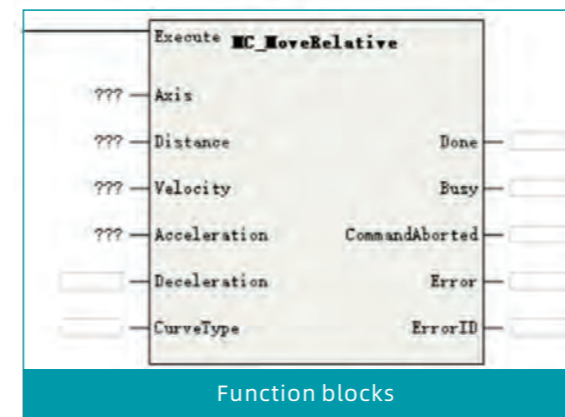 Execute MC_MoveRelative
??? Axis
??? Distance Done
??? Velocity Busy
??? Acceleration CommandAborted
Deceleration Error
CurveType ErrorID
Function blocks